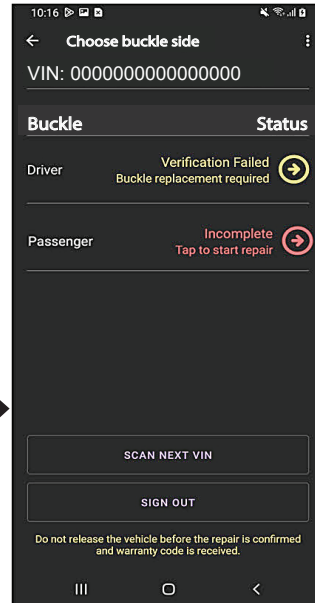 10:16
Choose buckle side
VIN: 0000000000000000
Buckle Status
Driver
Verification Failed
Buckle replacement required
Passenger
Incomplete
Tap to start repair
SCAN NEXT VIN
SIGN OUT
Do not release the vehicle before the repair is confirmed
and warranty code is received.